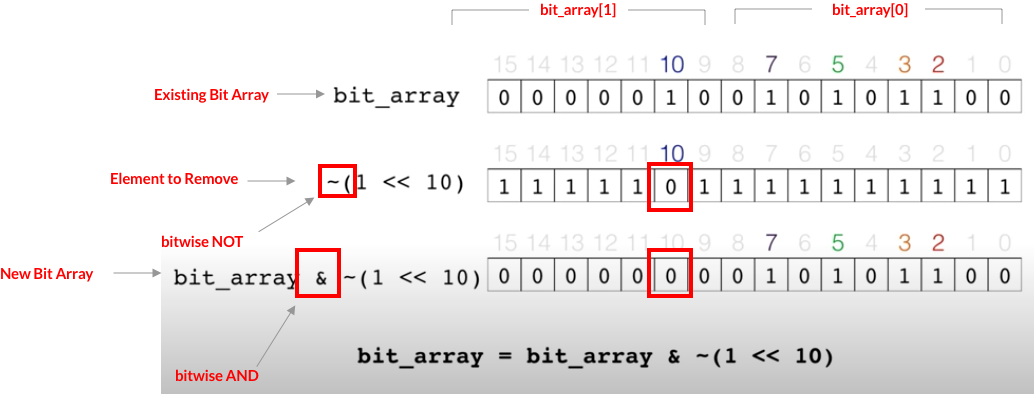 bit_array[1] bit_array[0]
15 14 13 12 11 10 9 8 7 6 5 4 3 2 1 0
Existing Bit Array bit_array 0 0 0 0 0 1 0 0 1 0 1 0 1 1 0 0
15 14 13 12 11 10 9 8 7 6 5 4 3 2 1 0
Element to Remove ~(1 << 10) 1 1 1 1 1 0 1 1 1 1 1 1 1 1 1 1
bitwise NOT
15 14 13 12 11 10 9 8 7 6 5 4 3 2 1 0
New Bit Array bit_array & ~(1 << 10) 0 0 0 0 0 0 0 0 1 0 1 0 1 1 0 0
bit_array = bit_array & ~(1 << 10)
bitwise AND